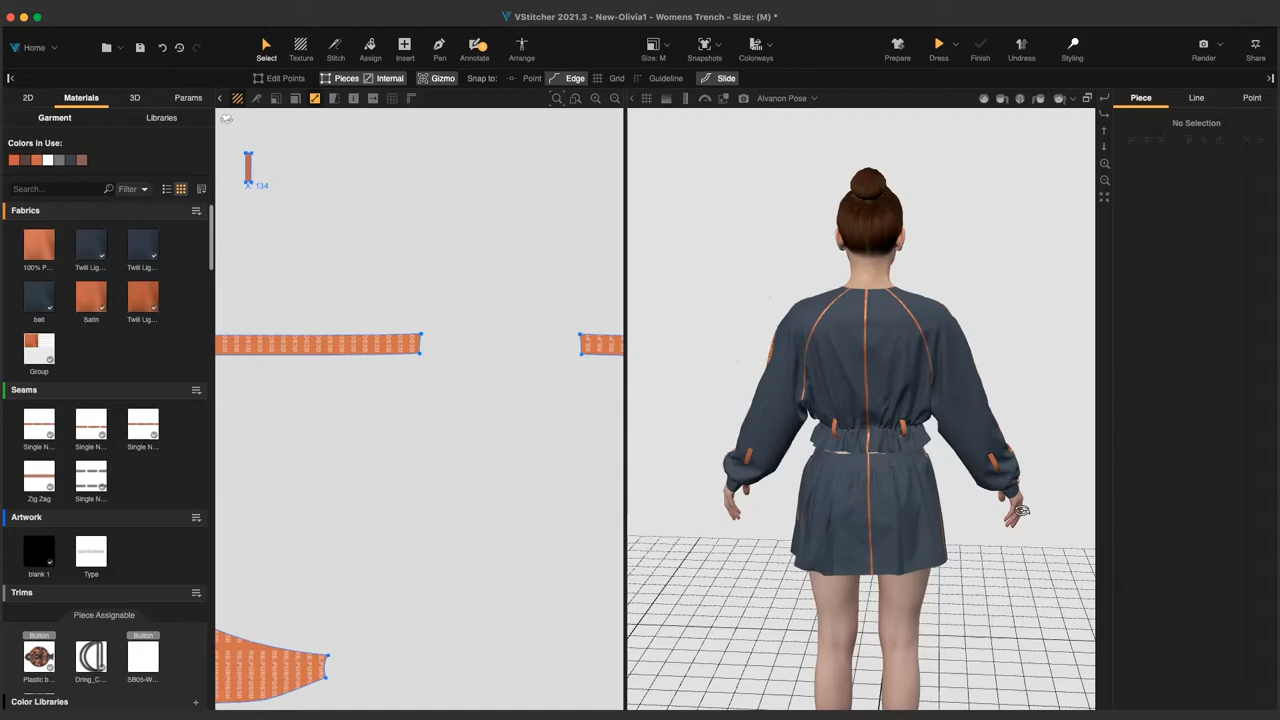 VStitcher 2021.3 - New-Olivia1 - Womens Trench - Size: (M) *
Home
Select
Texture
Stitch
Assign
Insert
Pen
Annotate
Arrange
Size: M
Snapshots
Colorways
Prepare
Dress
Finish
Undress
Styling
Render
Share
Edit Points
Pieces
Internal
Gizmo
Snap to:
Point
Edge
Grid
Guideline
Slide
2D
Materials
3D
Params
Alvanon Pose
Piece
Line
Point
Garment
Libraries
No Selection
Colors in Use:
Search...
Filter
X: 134
Fabrics
100% P...
Twill Lig...
Twill Lig...
belt
Satin
Twill Lig...
Group
Seams
Single N...
Single N...
Single N...
Zig Zag
Single N...
Artwork
blank 1
Type
Trims
Piece Assignable
Button
Button
Plastic b...
Dring_C...
SB05-W...
Color Libraries